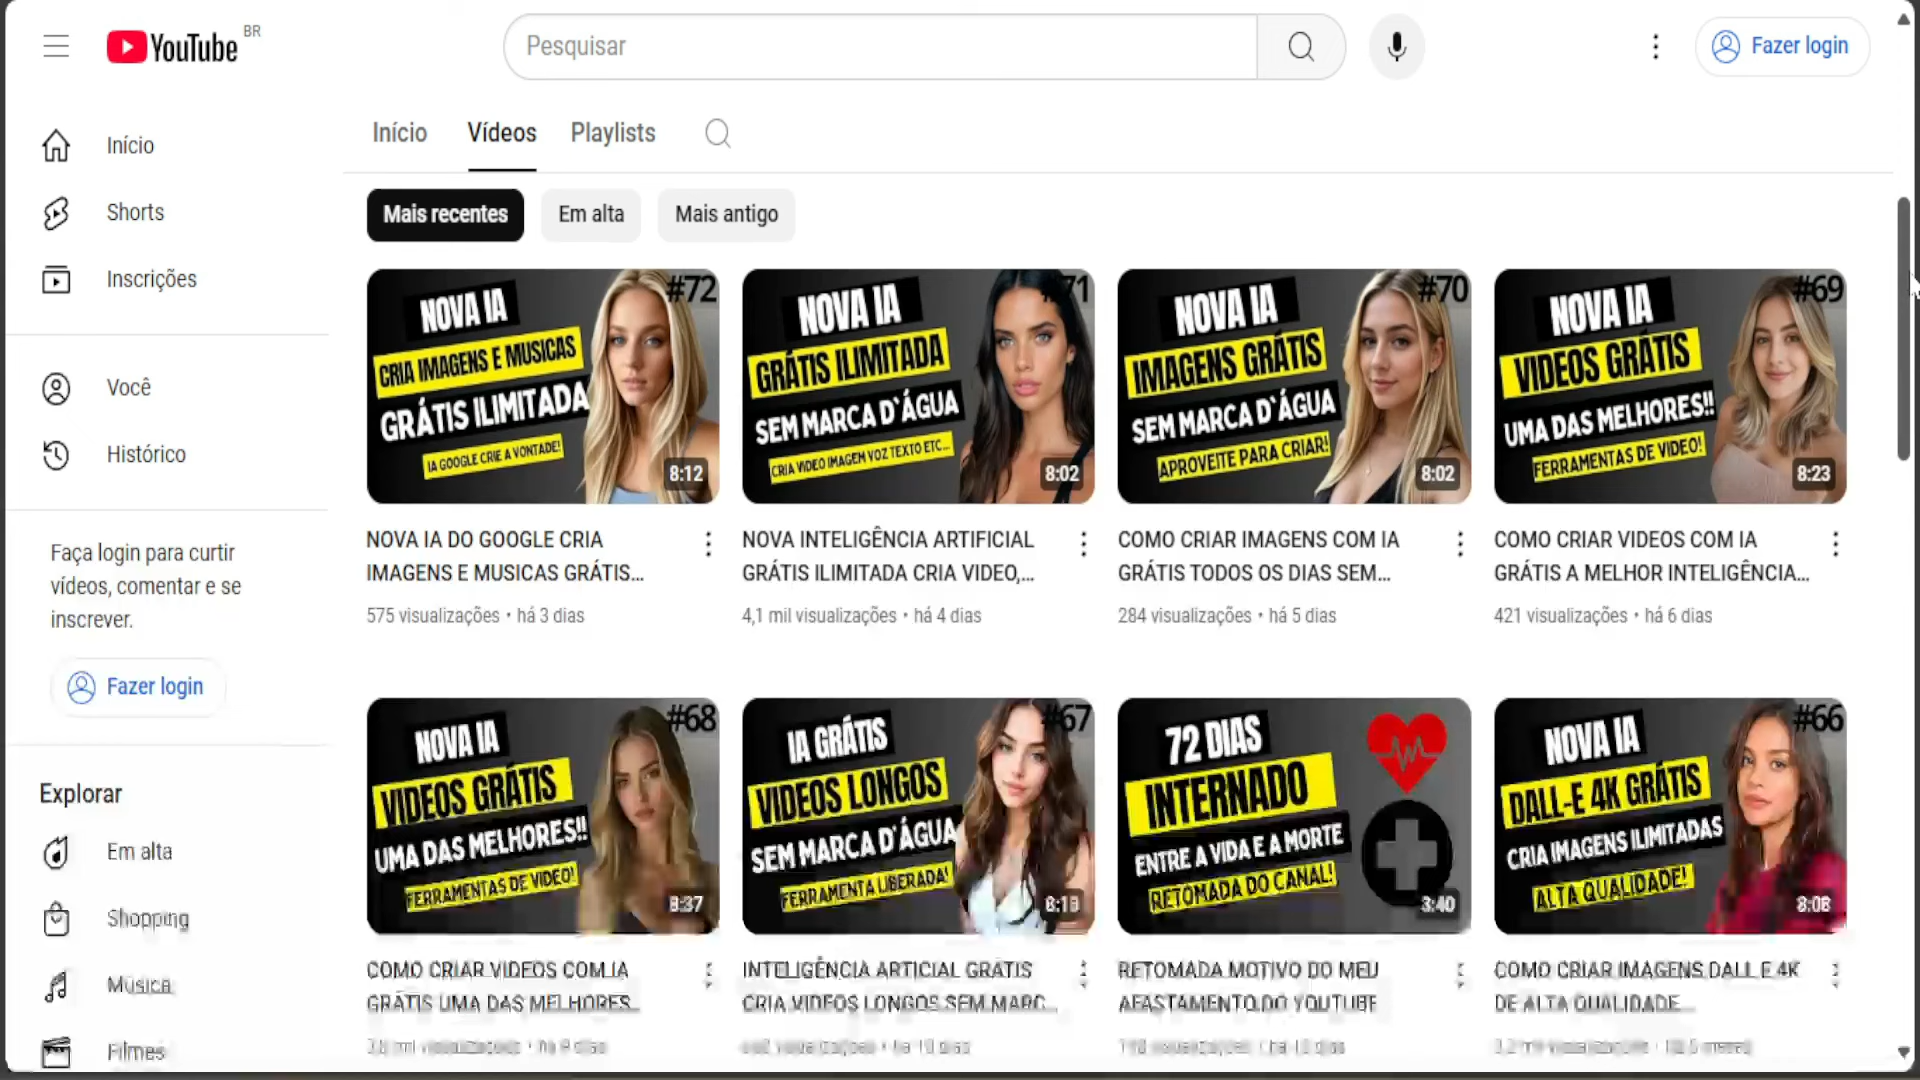 YouTube BR
Pesquisar
Fazer login
Início
Shorts
Inscrições
Você
Histórico
Faça login para curtir
vídeos, comentar e se
inscrever.
Fazer login
Explorar
Em alta
Shopping
Música
Filmes
Início Vídeos Playlists
Mais recentes Em alta Mais antigo
#72
NOVA IA
CRIA IMAGENS E MUSICAS
GRÁTIS ILIMITADA
IA GOOGLE CRIE A VONTADE!
8:12
NOVA IA DO GOOGLE CRIA
IMAGENS E MUSICAS GRÁTIS...
575 visualizações • há 3 dias
#71
NOVA IA
GRÁTIS ILIMITADA
SEM MARCA D`ÁGUA
CRIA VIDEO IMAGEM VOZ TEXTO ETC...
8:02
NOVA INTELIGÊNCIA ARTIFICIAL
GRÁTIS ILIMITADA CRIA VIDEO,...
4,1 mil visualizações • há 4 dias
#70
NOVA IA
IMAGENS GRÁTIS
SEM MARCA D`ÁGUA
APROVEITE PARA CRIAR!
8:02
COMO CRIAR IMAGENS COM IA
GRÁTIS TODOS OS DIAS SEM...
284 visualizações • há 5 dias
#69
NOVA IA
VIDEOS GRÁTIS
UMA DAS MELHORES!!
FERRAMENTAS DE VIDEO!
8:23
COMO CRIAR VIDEOS COM IA
GRÁTIS A MELHOR INTELIGÊNCIA...
421 visualizações • há 6 dias
#68
NOVA IA
VIDEOS GRÁTIS
UMA DAS MELHORES!!
FERRAMENTAS DE VIDEO!
8:37
COMO CRIAR VIDEOS COM IA
GRÁTIS UMA DAS MELHORES...
#67
IA GRÁTIS
VIDEOS LONGOS
SEM MARCA D`ÁGUA
FERRAMENTA LIBERADA!
8:13
INTELIGÊNCIA ARTICIAL GRÁTIS
CRIA VIDEOS LONGOS SEM MARC...
72 DIAS
INTERNADO
ENTRE A VIDA E A MORTE
RETOMADA DO CANAL!
3:40
RETOMADA MOTIVO DO MEU
AFASTAMENTO DO YOUTUBE
#66
NOVA IA
DALL-E 4K GRÁTIS
CRIA IMAGENS ILIMITADAS
ALTA QUALIDADE!
8:08
COMO CRIAR IMAGENS DALL E 4K
DE ALTA QUALIDADE...